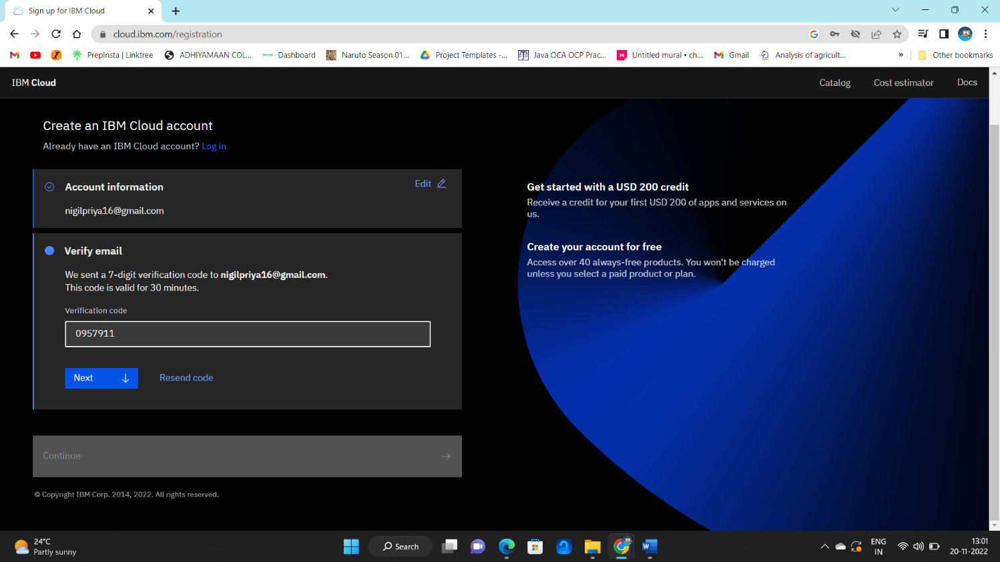 Sign up for IBM Cloud
cloud.ibm.com/registration
PrepInsta | Linktree
ADHIYAMAAN COL...
Dashboard
Naruto Season 01...
Project Templates -...
Java OCA OCP Prac...
Untitled mural • ch...
Gmail
Analysis of agricult...
»
Other bookmarks
IBM Cloud
Catalog
Cost estimator
Docs
Create an IBM Cloud account
Already have an IBM Cloud account? Log in
Account information
Edit
nigilpriya16@gmail.com
Verify email
We sent a 7-digit verification code to nigilpriya16@gmail.com.
This code is valid for 30 minutes.
Verification code
0957911
Next
Resend code
Continue
© Copyright IBM Corp. 2014, 2022. All rights reserved.
Get started with a USD 200 credit
Receive a credit for your first USD 200 of apps and services on
us.
Create your account for free
Access over 40 always-free products. You won't be charged
unless you select a paid product or plan.
24°C
Partly sunny
Search
ENG
IN
13:01
20-11-2022